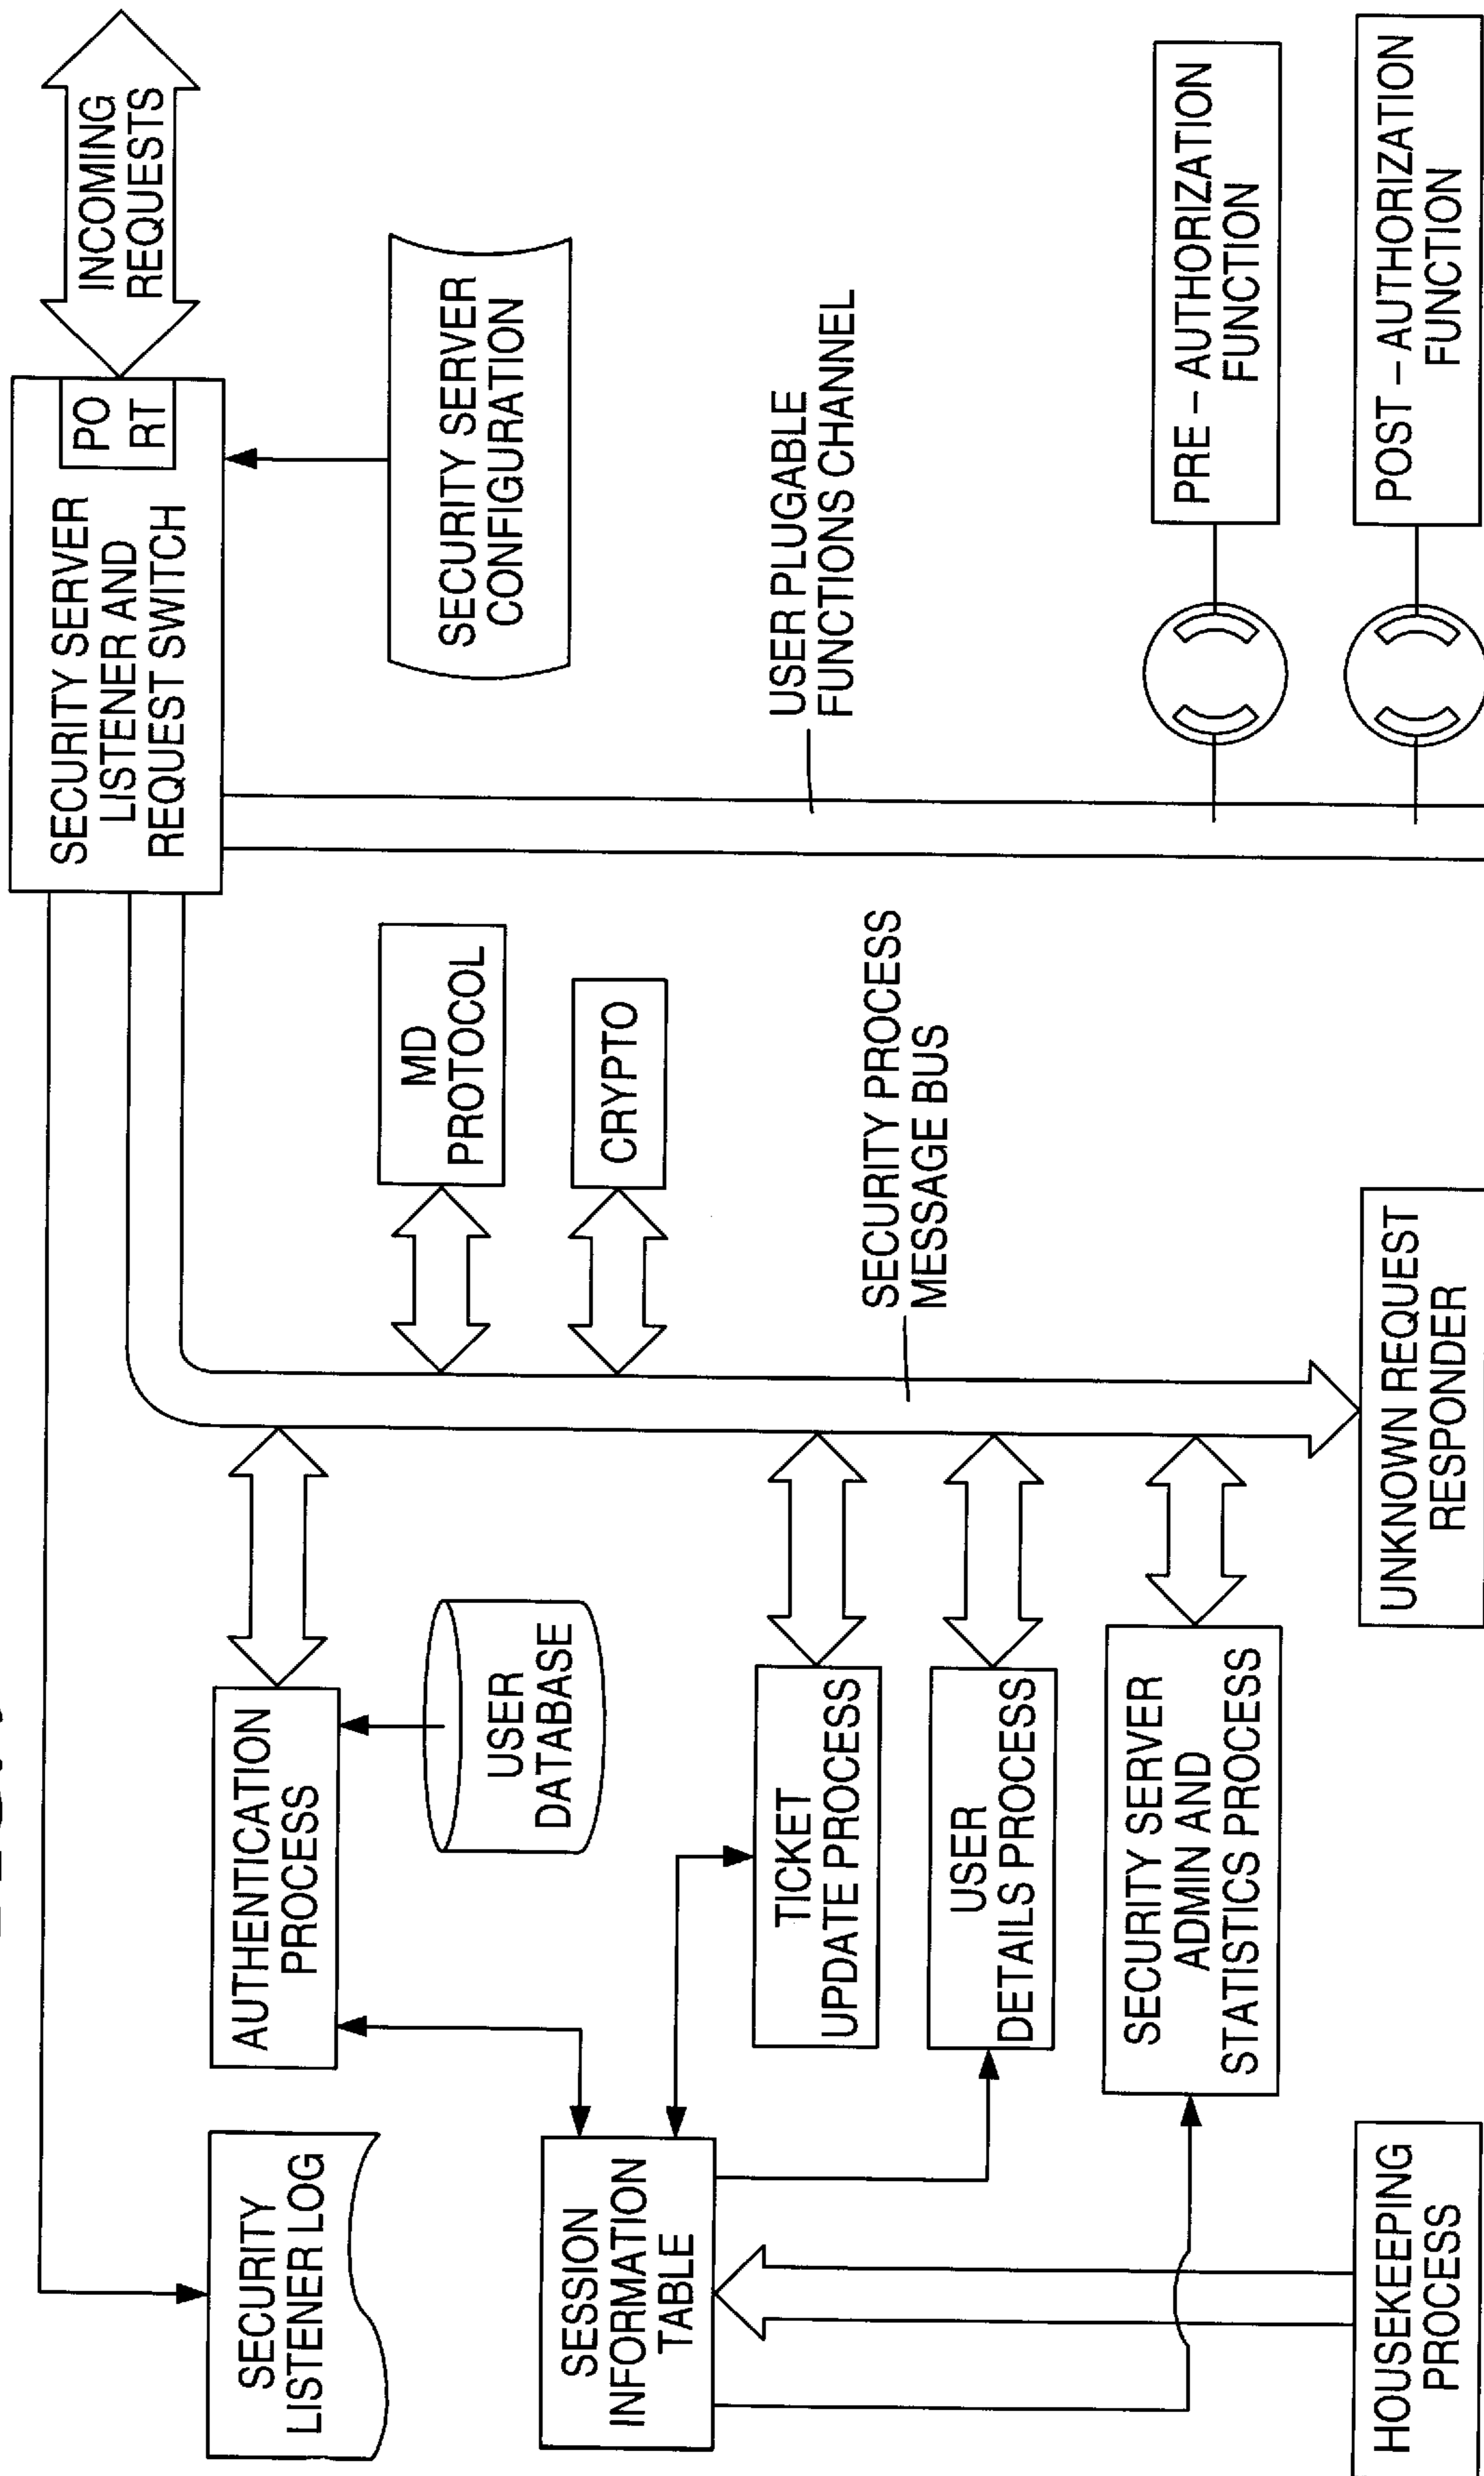 INCOMING
REQUESTS
PO
RT
SECURITY SERVER
LISTENER AND
REQUEST SWITCH
SECURITY SERVER
CONFIGURATION
USER PLUGABLE
FUNCTIONS CHANNEL
PRE – AUTHORIZATION
FUNCTION
POST – AUTHORIZATION
FUNCTION
MD
PROTOCOL
CRYPTO
SECURITY PROCESS
MESSAGE BUS
UNKNOWN REQUEST
RESPONDER
AUTHENTICATION
PROCESS
USER
DATABASE
TICKET
UPDATE PROCESS
USER
DETAILS PROCESS
SECURITY SERVER
ADMIN AND
STATISTICS PROCESS
SECURITY
LISTENER LOG
SESSION
INFORMATION
TABLE
HOUSEKEEPING
PROCESS